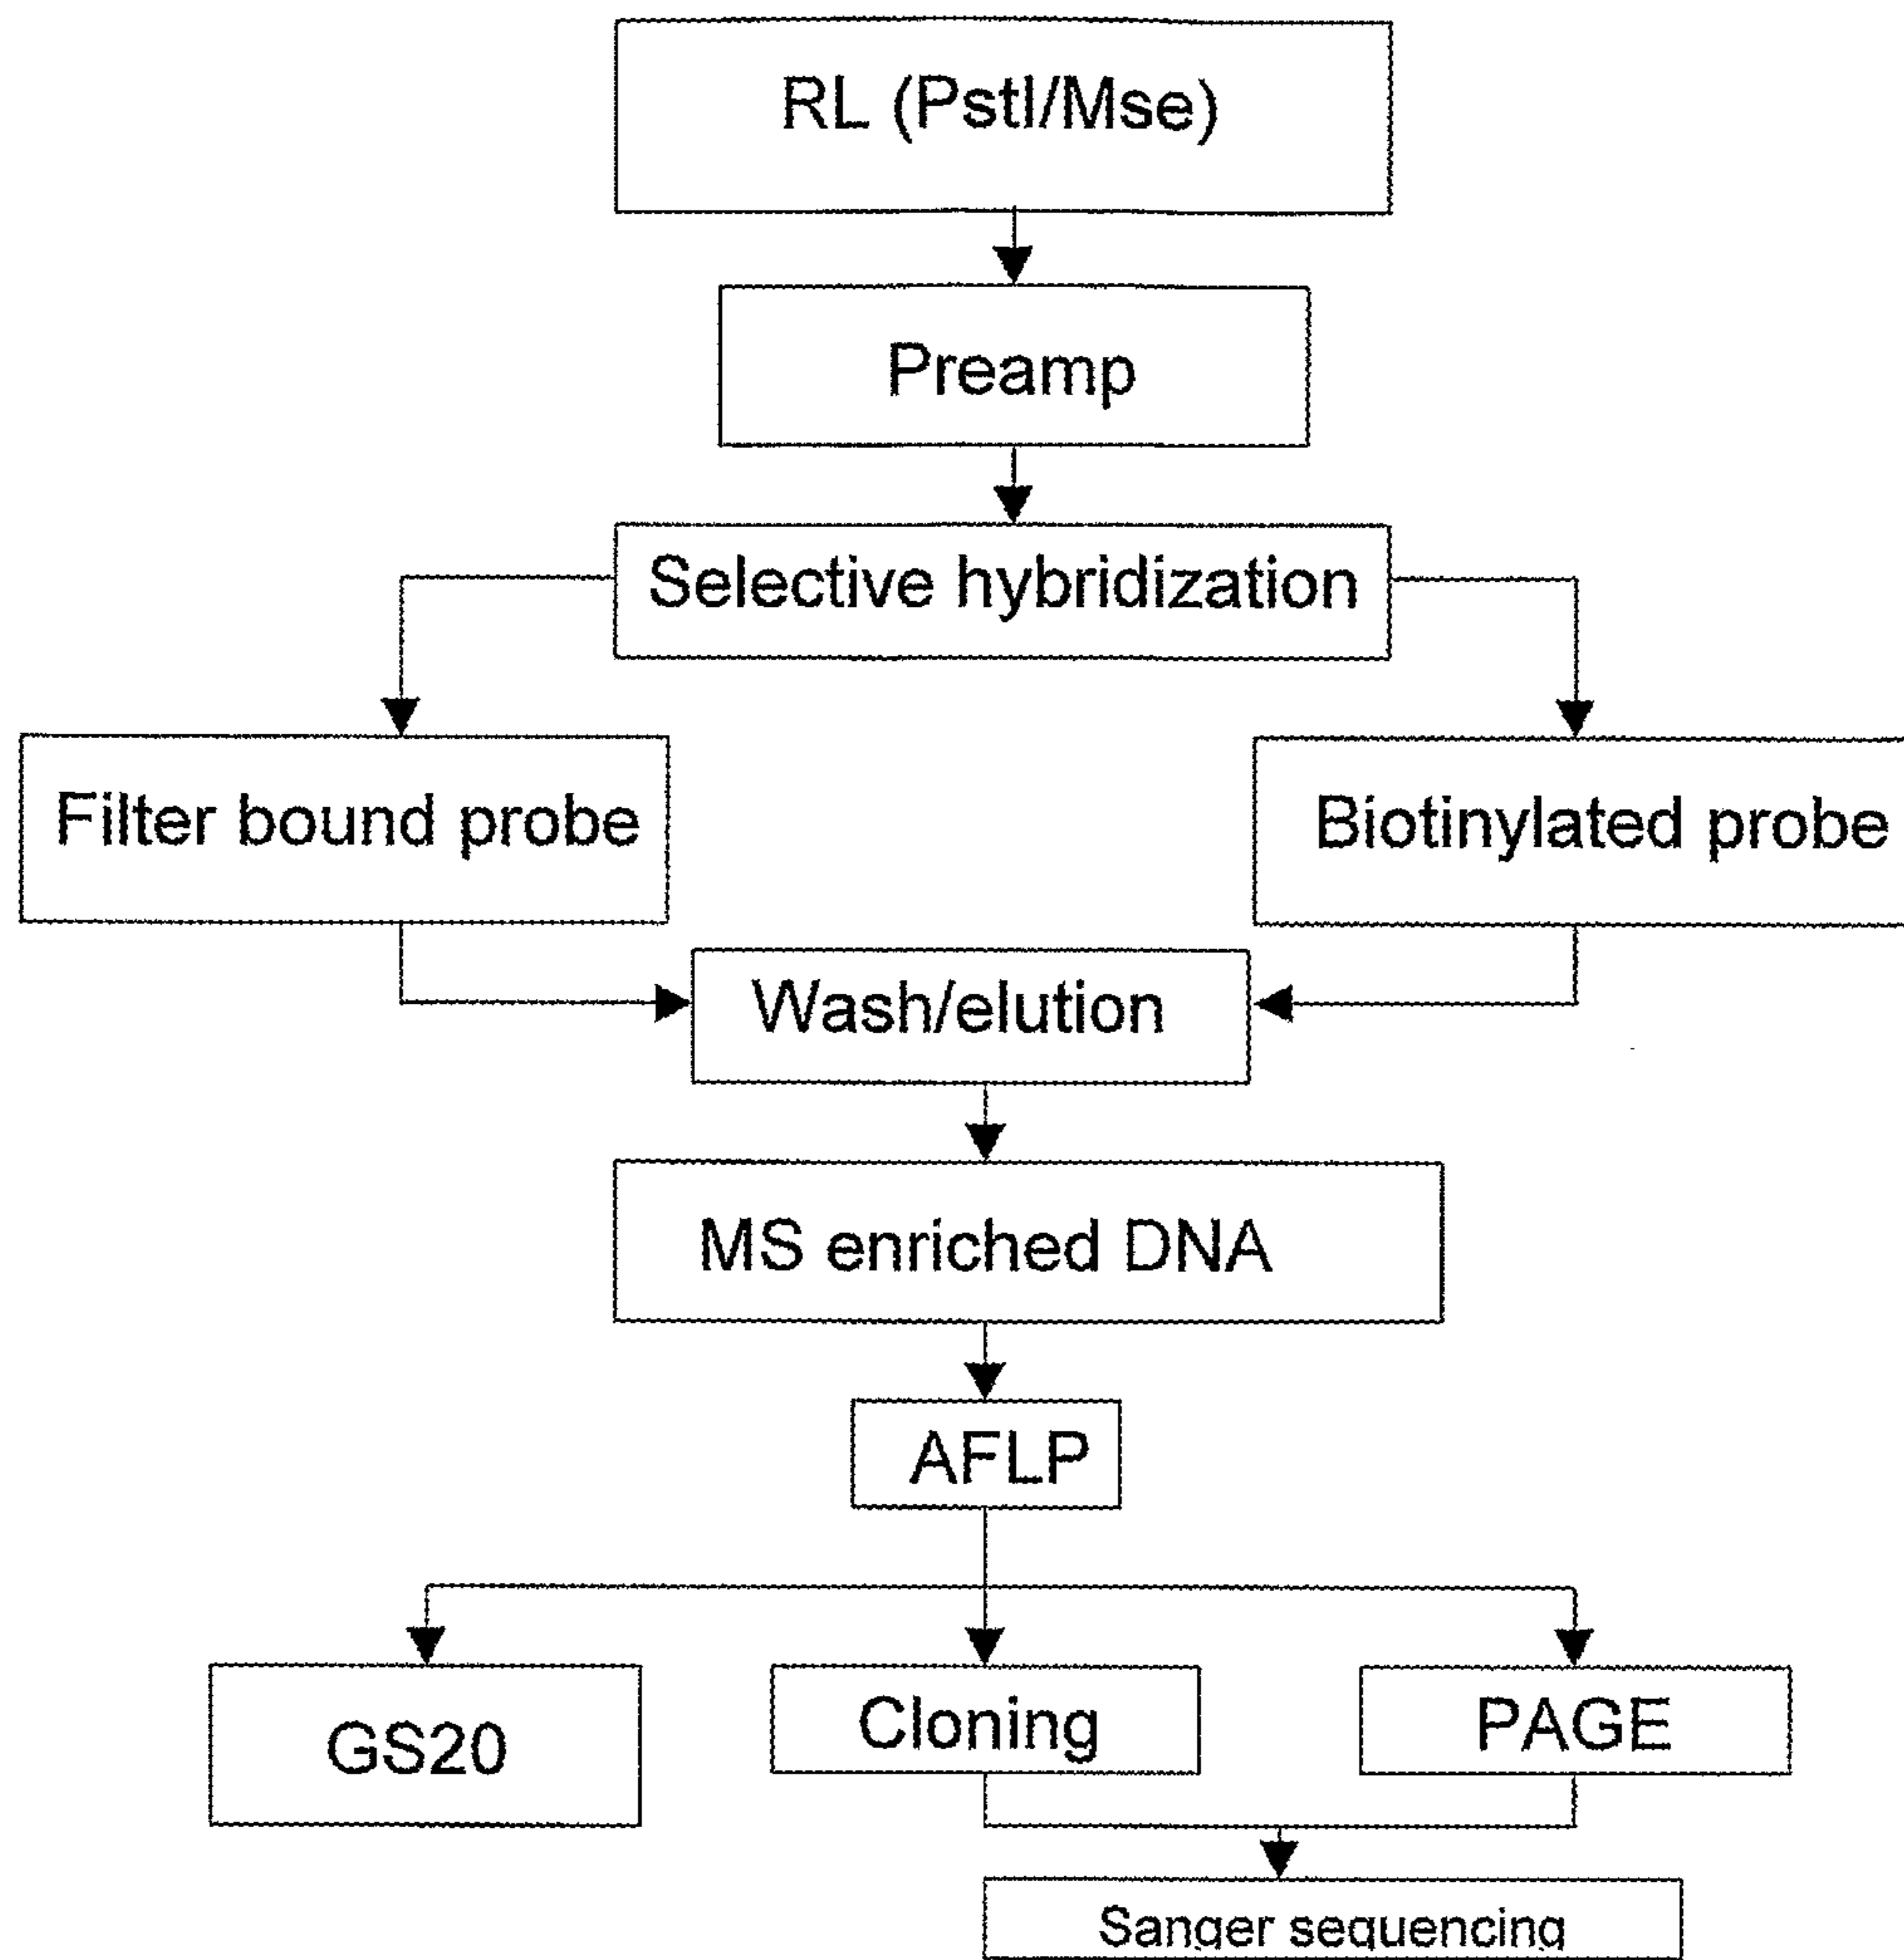 RL (PstI/Mse)
Preamp
Selective hybridization
Filter bound probe
Biotinylated probe
Wash/elution
MS enriched DNA
AFLP
GS20
Cloning
PAGE
Sanger sequencing